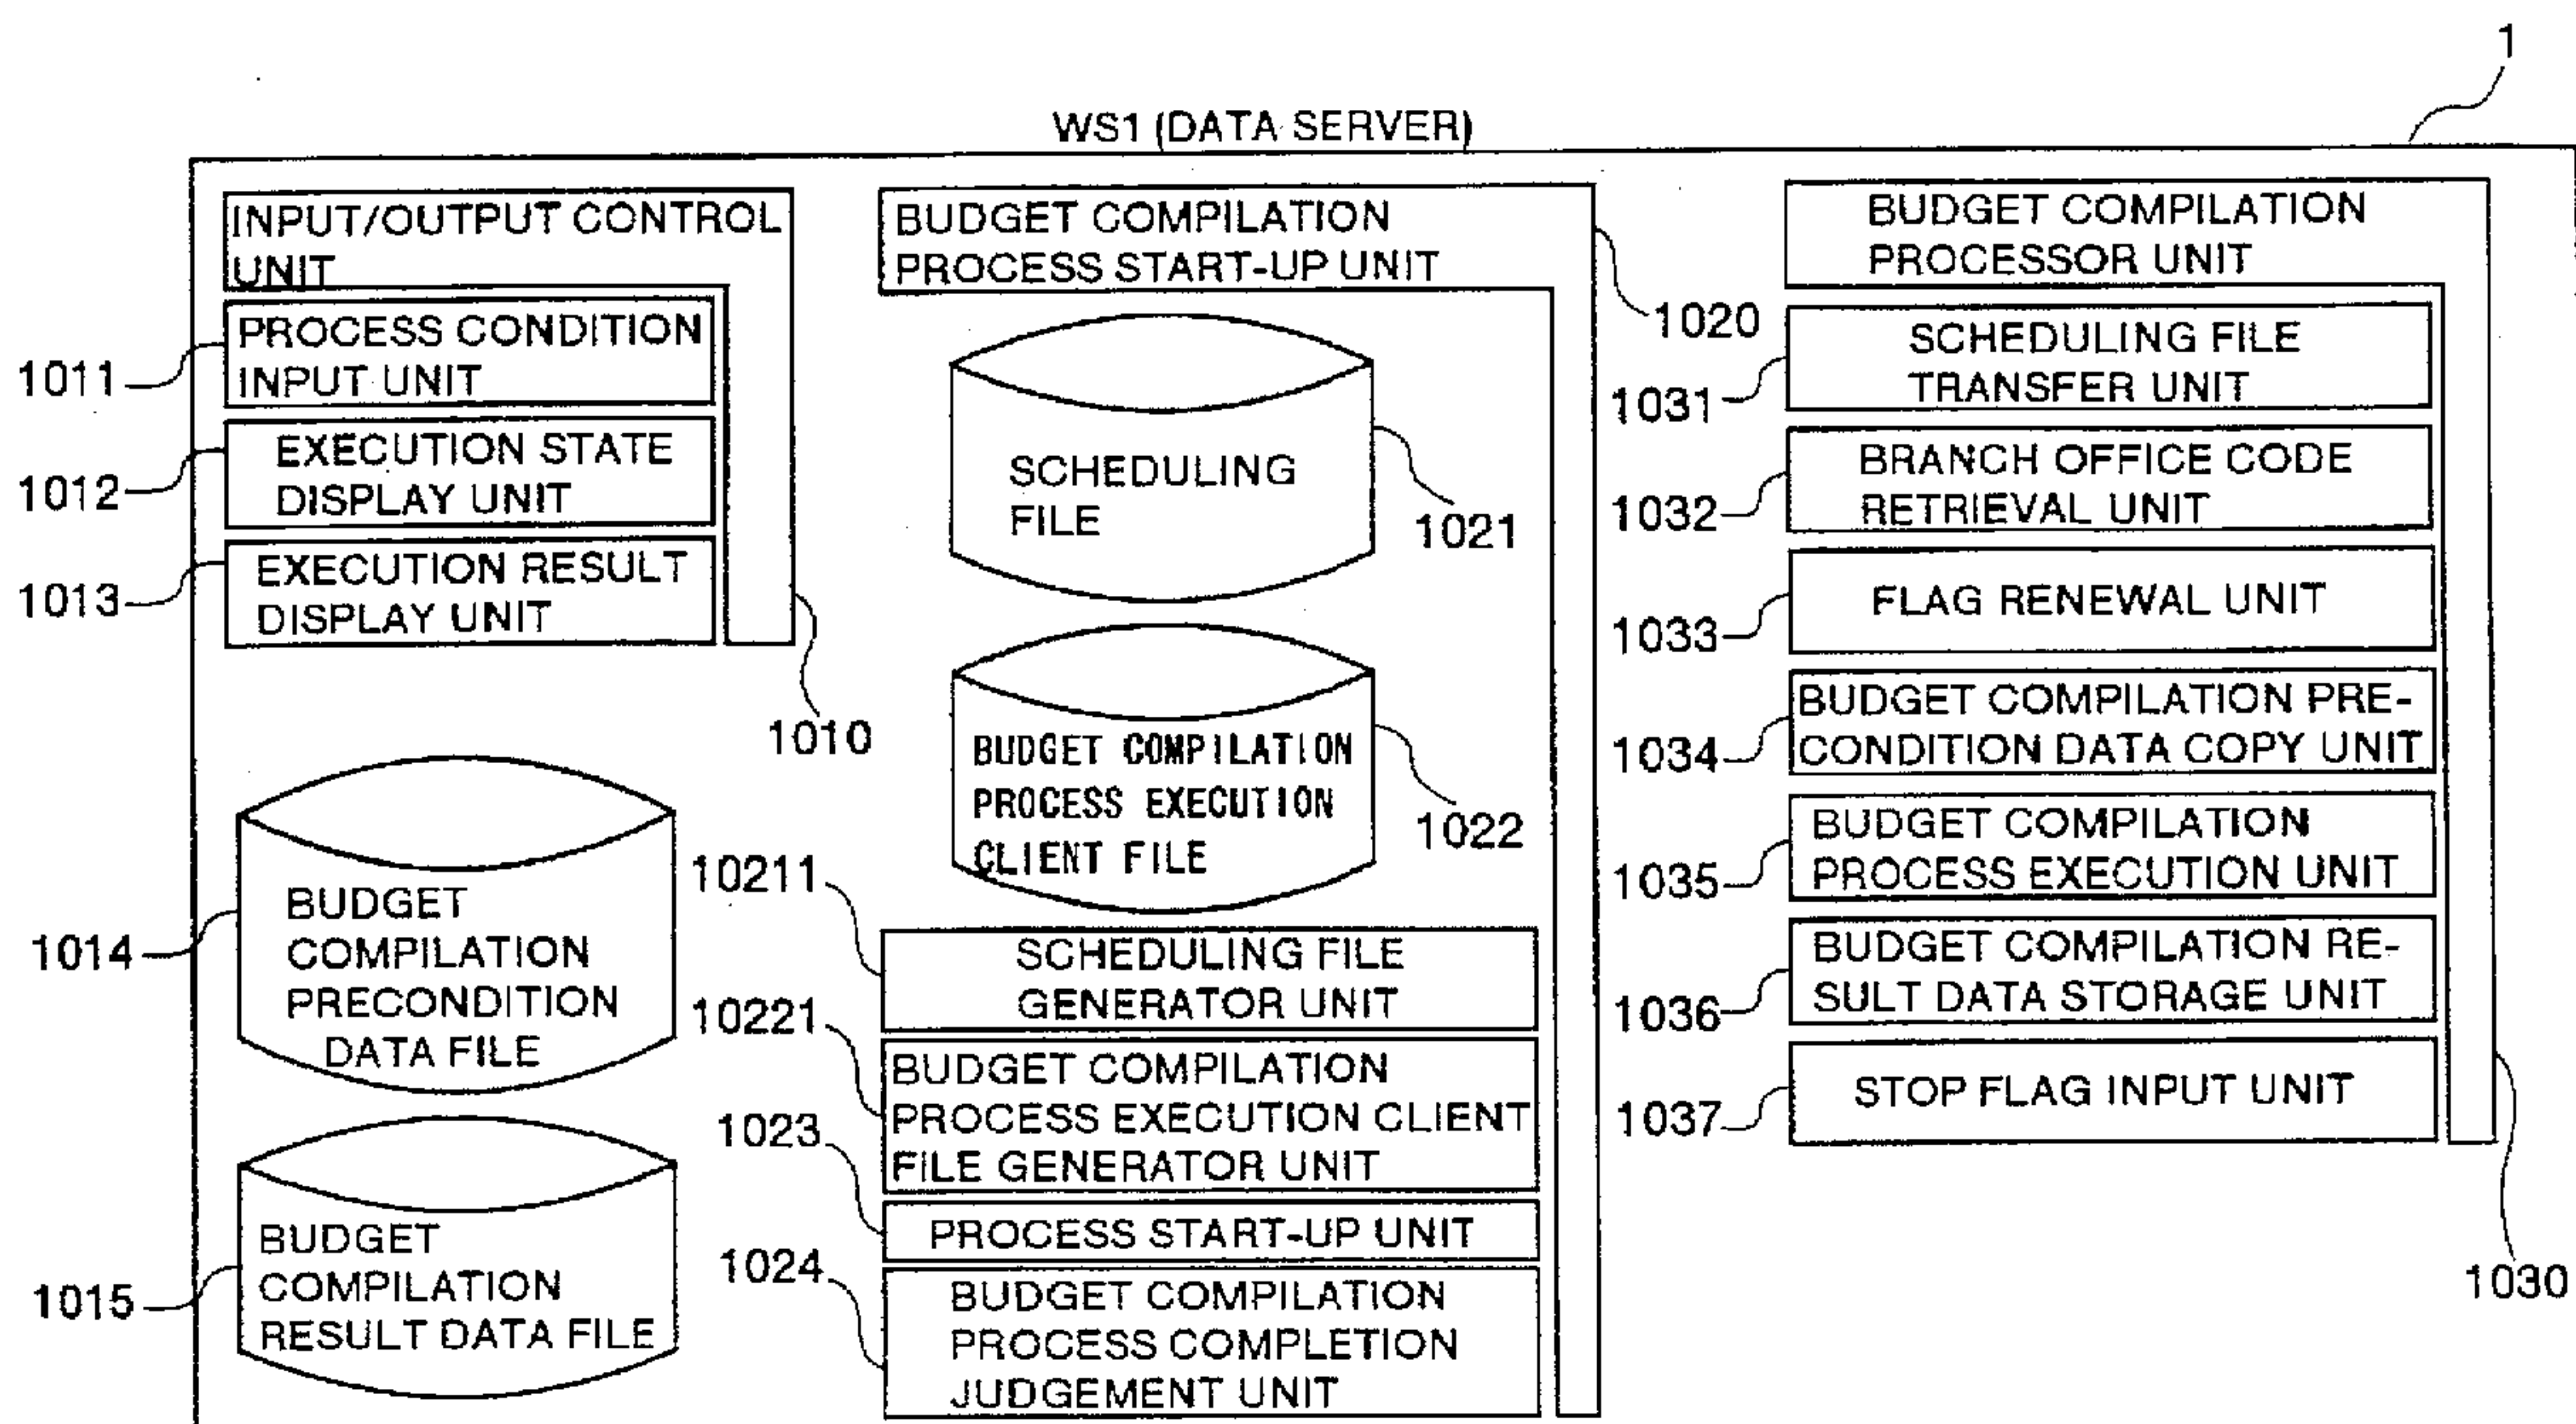 1
WS1 (DATA SERVER)
INPUT/OUTPUT CONTROL
UNIT
PROCESS CONDITION
INPUT UNIT
1011
EXECUTION STATE
DISPLAY UNIT
1012
EXECUTION RESULT
DISPLAY UNIT
1013
1010
BUDGET
COMPILATION
PRECONDITION
DATA FILE
1014
BUDGET
COMPILATION
RESULT DATA FILE
1015
BUDGET COMPILATION
PROCESS START-UP UNIT
1020
SCHEDULING
FILE
1021
BUDGET COMPILATION
PROCESS EXECUTION
CLIENT FILE
1022
10211
SCHEDULING FILE
GENERATOR UNIT
10221
BUDGET COMPILATION
PROCESS EXECUTION CLIENT
FILE GENERATOR UNIT
1023
PROCESS START-UP UNIT
1024
BUDGET COMPILATION
PROCESS COMPLETION
JUDGEMENT UNIT
BUDGET COMPILATION
PROCESSOR UNIT
SCHEDULING FILE
TRANSFER UNIT
1031
BRANCH OFFICE CODE
RETRIEVAL UNIT
1032
FLAG RENEWAL UNIT
1033
BUDGET COMPILATION PRE-
CONDITION DATA COPY UNIT
1034
BUDGET COMPILATION
PROCESS EXECUTION UNIT
1035
BUDGET COMPILATION RE-
SULT DATA STORAGE UNIT
1036
STOP FLAG INPUT UNIT
1037
1030